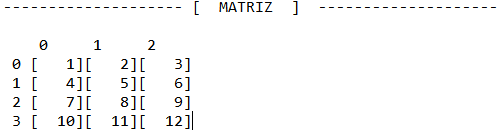 -------------------- [  MATRIZ  ] --------------------
    0     1     2
0 [   1][   2][   3]
1 [   4][   5][   6]
2 [   7][   8][   9]
3 [  10][  11][  12]